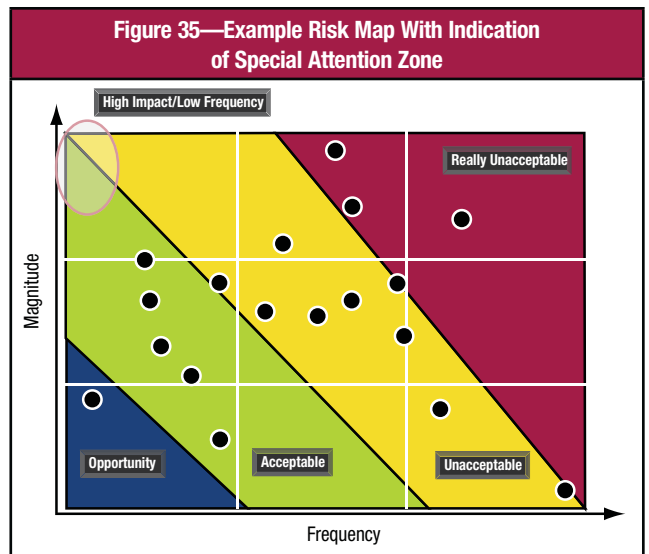 Figure 35—Example Risk Map With Indication
of Special Attention Zone
High Impact/Low Frequency
Really Unacceptable
Magnitude
Opportunity
Acceptable
Unacceptable
Frequency